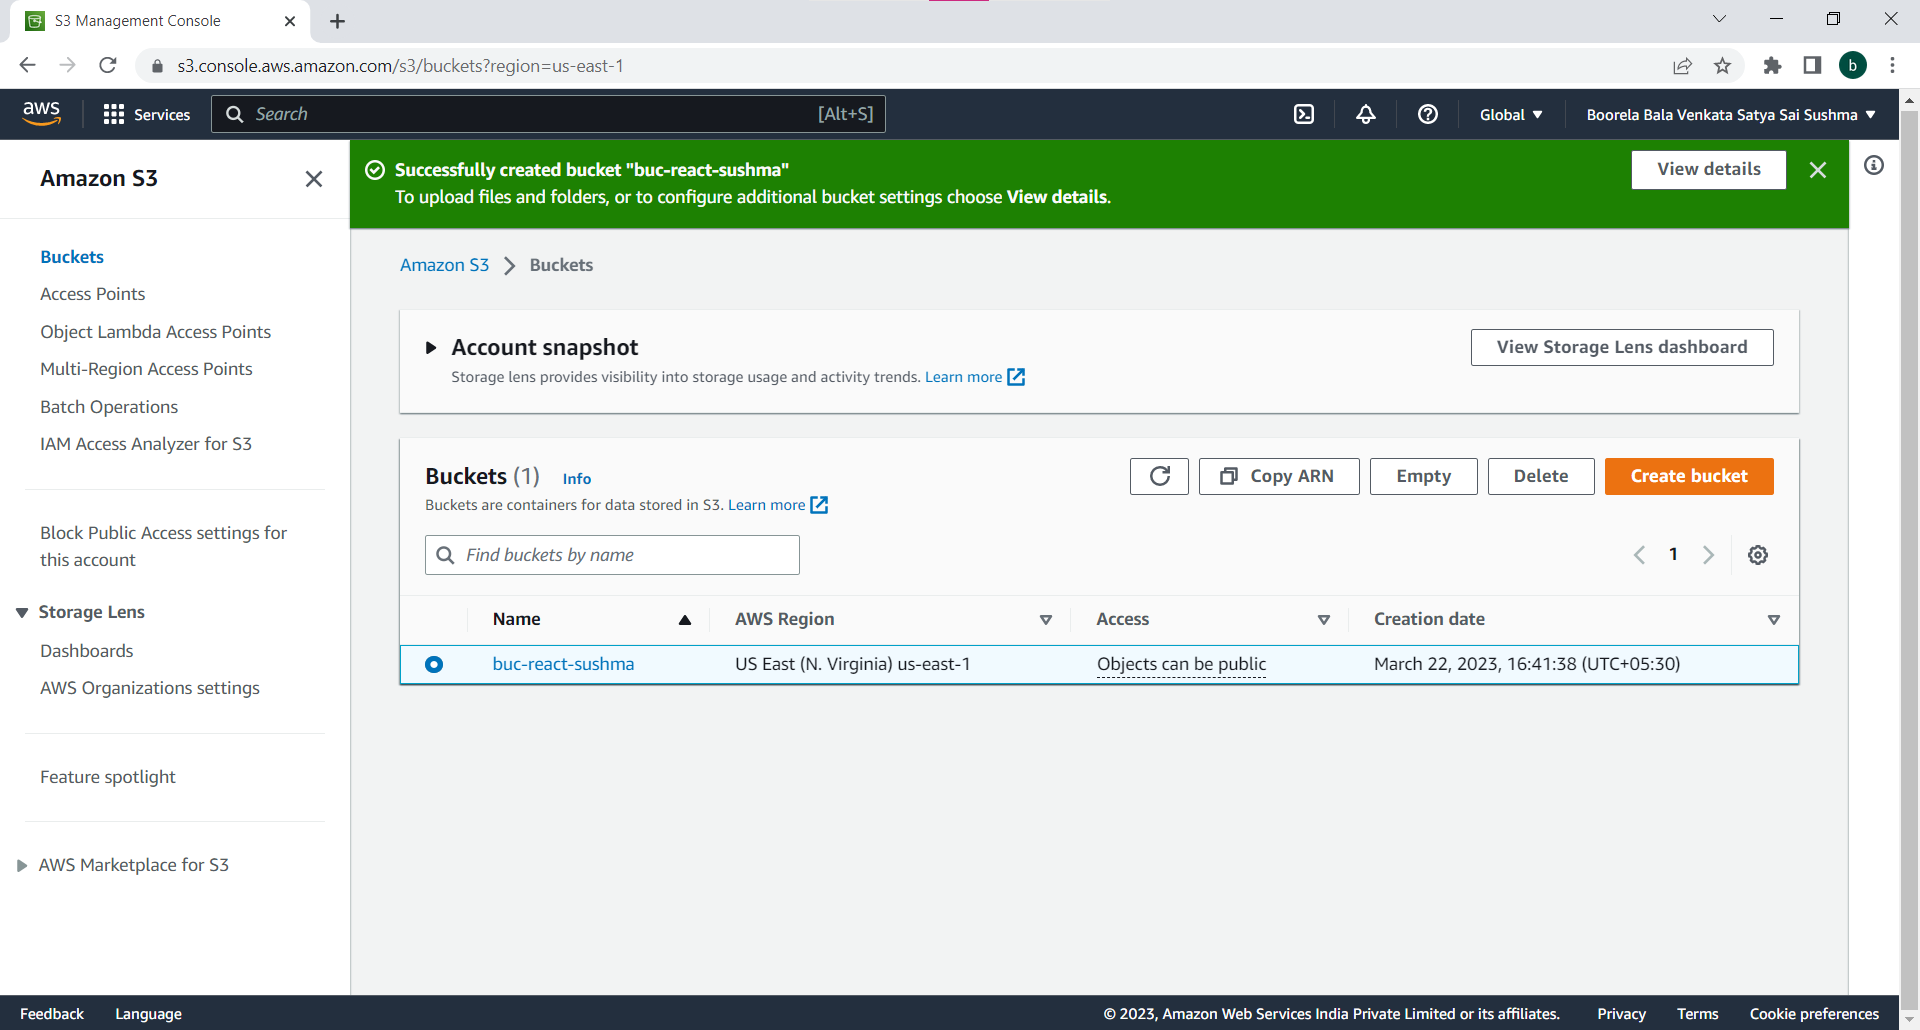 S3 Management Console
s3.console.aws.amazon.com/s3/buckets?region=us-east-1
b
aws
Services
Search
[Alt+S]
Global
Boorela Bala Venkata Satya Sai Sushma
Amazon S3
Buckets
Access Points
Object Lambda Access Points
Multi-Region Access Points
Batch Operations
IAM Access Analyzer for S3
Block Public Access settings for
this account
Storage Lens
Dashboards
AWS Organizations settings
Feature spotlight
AWS Marketplace for S3
Successfully created bucket "buc-react-sushma"
To upload files and folders, or to configure additional bucket settings choose View details.
View details
Amazon S3 > Buckets
Account snapshot
Storage lens provides visibility into storage usage and activity trends. Learn more
View Storage Lens dashboard
Buckets (1) Info
Buckets are containers for data stored in S3. Learn more
Copy ARN
Empty
Delete
Create bucket
Find buckets by name
1
Name AWS Region Access Creation date
buc-react-sushma US East (N. Virginia) us-east-1 Objects can be public March 22, 2023, 16:41:38 (UTC+05:30)
Feedback Language © 2023, Amazon Web Services India Private Limited or its affiliates. Privacy Terms Cookie preferences